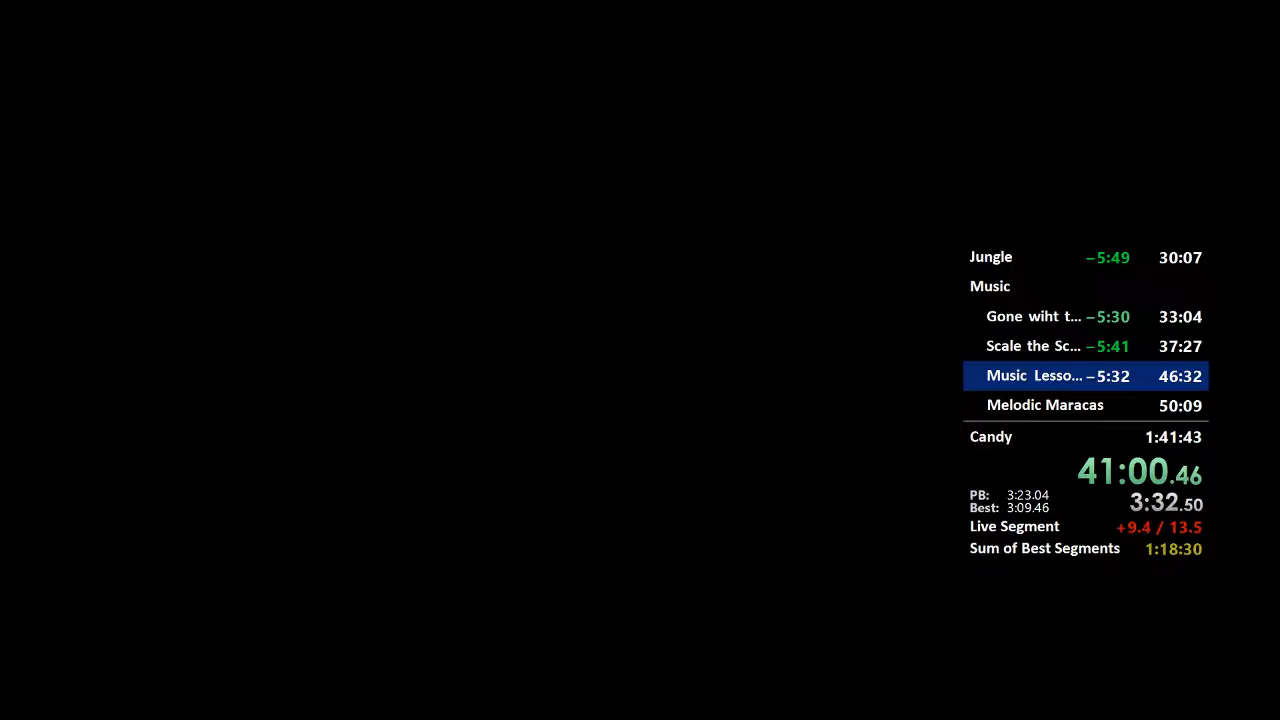 Jungle −5:49 30:07
Music
Gone wiht t... −5:30 33:04
Scale the Sc... −5:41 37:27
Music Lesso... −5:32 46:32
Melodic Maracas 50:09
Candy 1:41:43
41:00.46
PB: 3:23.04
Best: 3:09.46
3:32.50
Live Segment +9.4 / 13.5
Sum of Best Segments 1:18:30